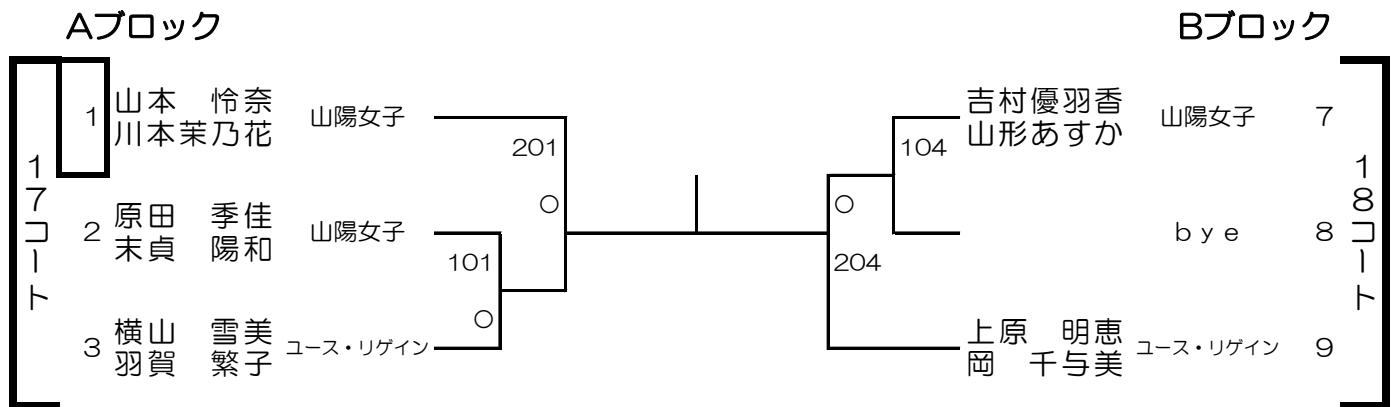 Aブロック
Bブロック
17コート
1 山本 怜奈
川本茉乃花
山陽女子
2 原田 季佳
末貞 陽和
山陽女子
3 横山 雪美
羽賀 繁子
ユース・リゲイン
201
○
101
○
104
○
204
吉村優羽香
山形あすか
山陽女子 7
bye 8
上原 明恵
岡 千与美
ユース・リゲイン 9
18コート